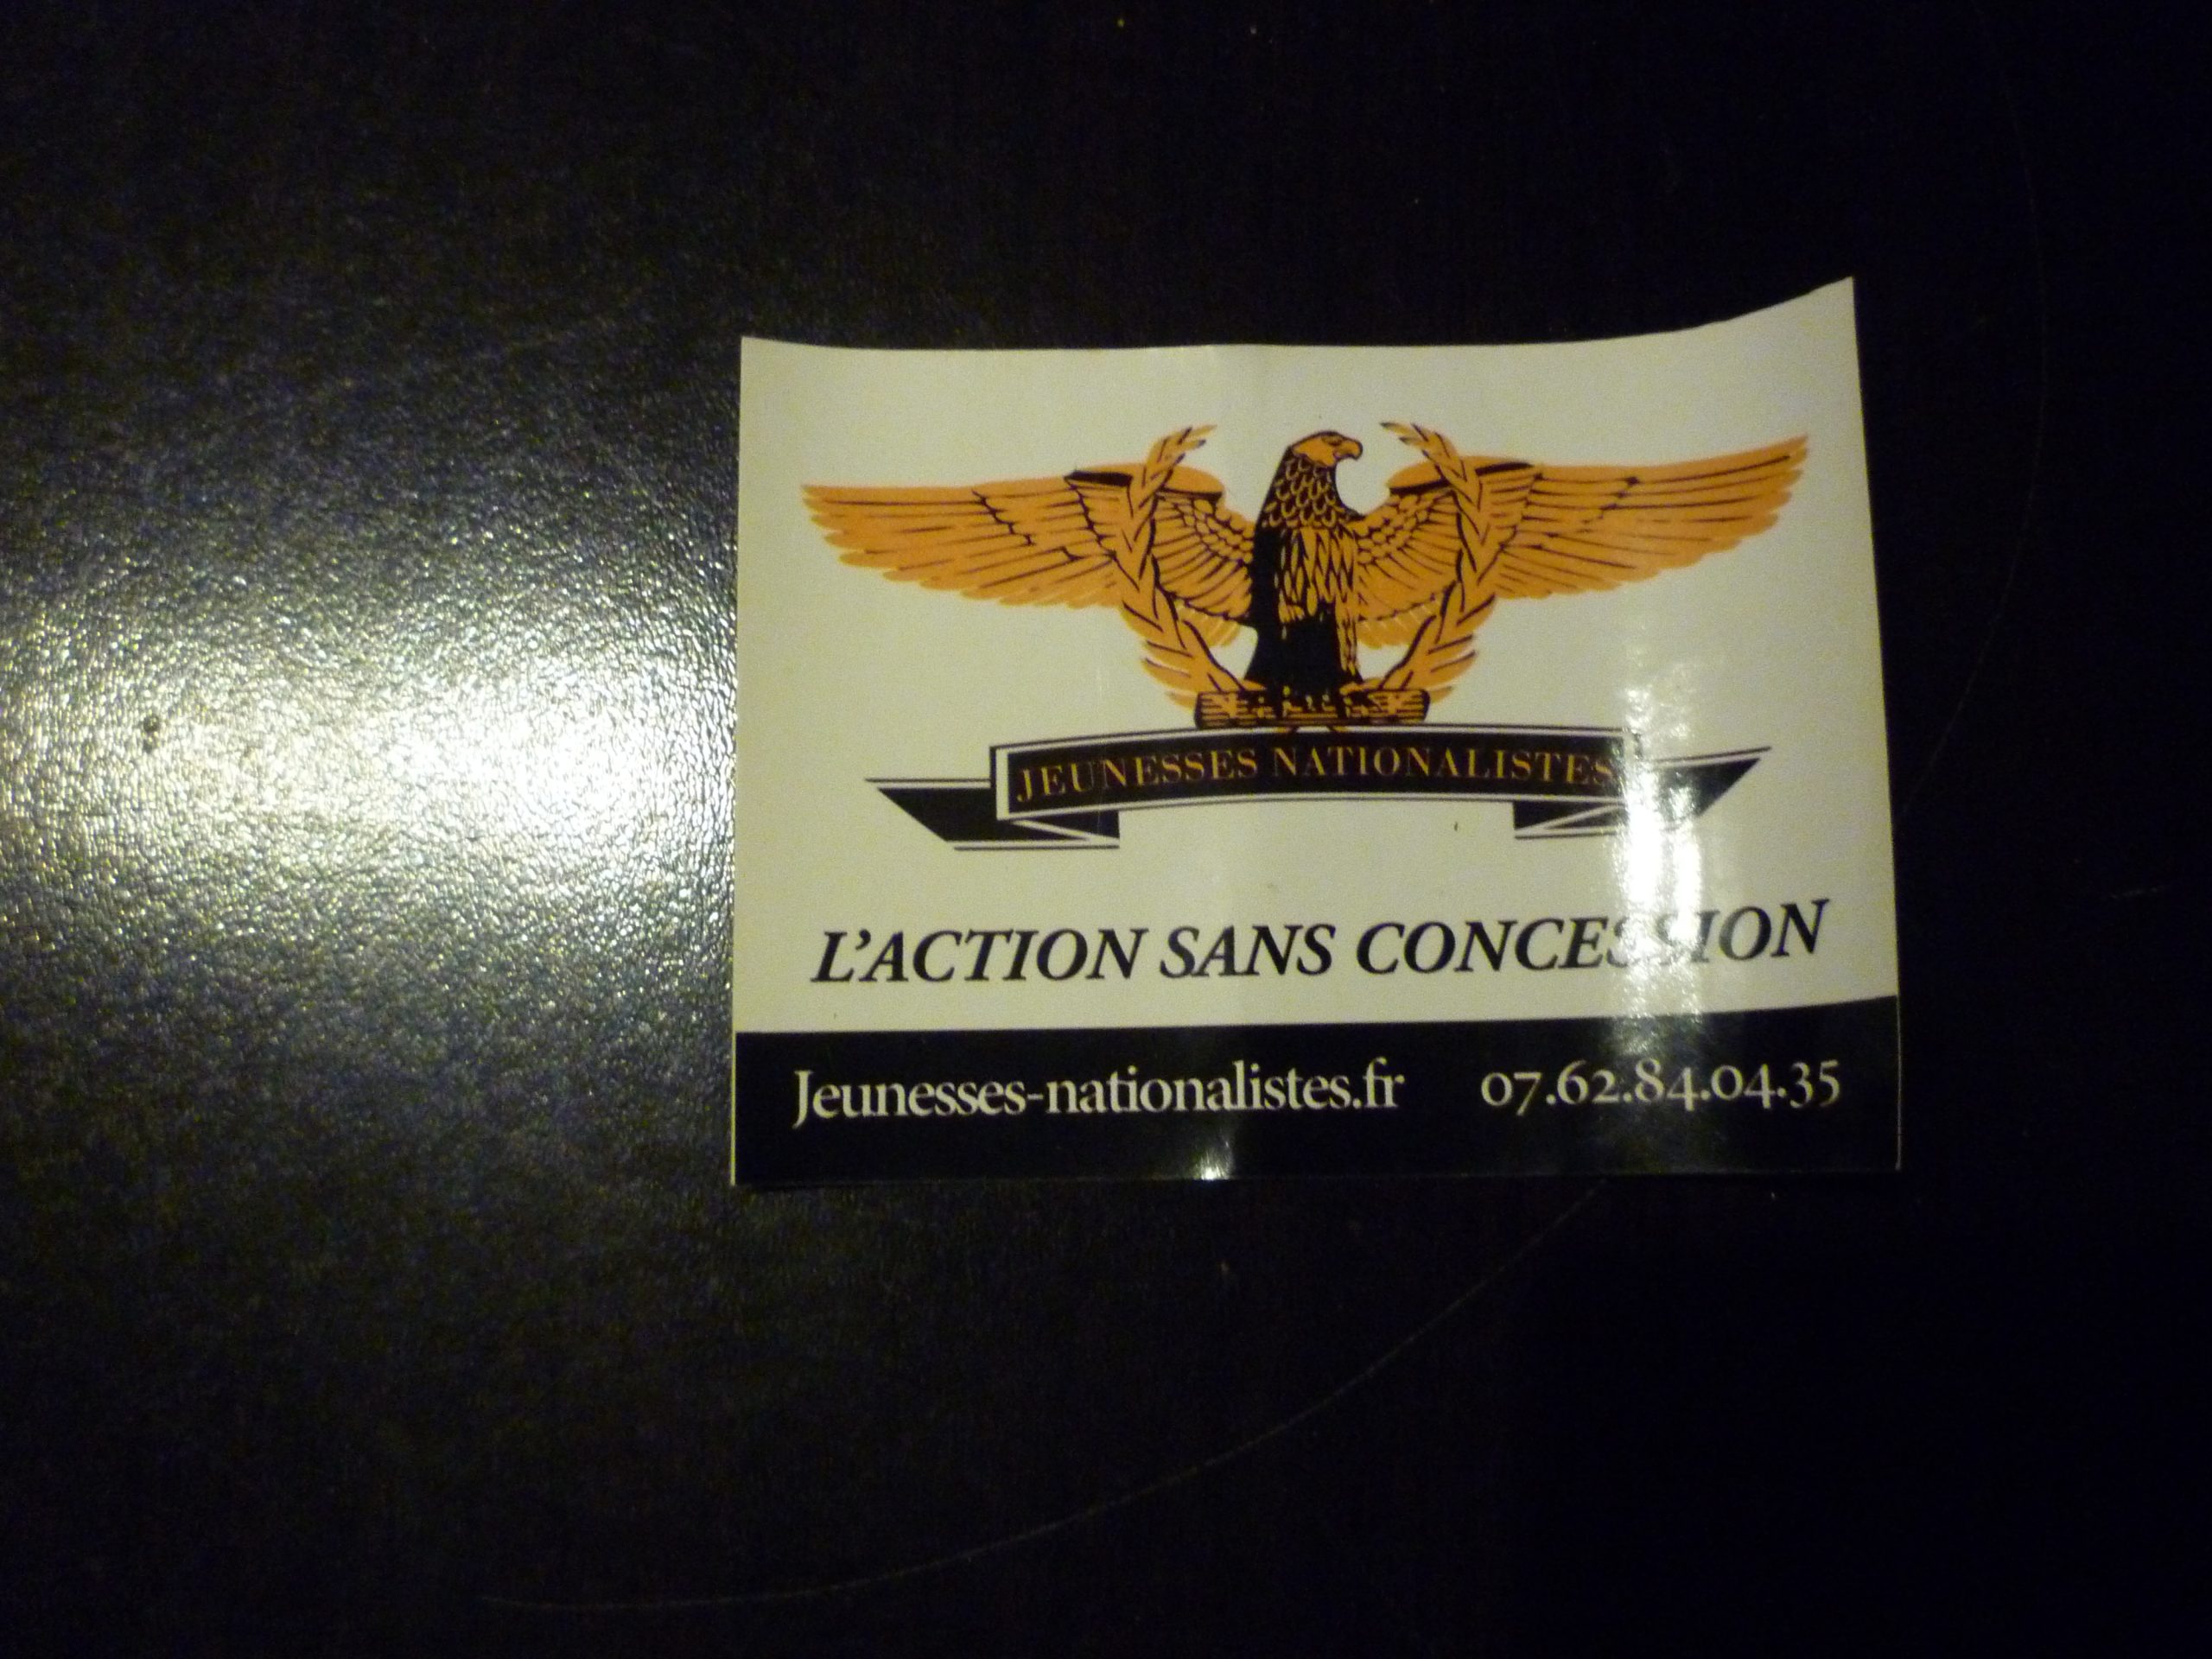 JEUNESSES NATIONALISTES
L'ACTION SANS CONCESSION
Jeunesses-nationalistes.fr 07.62.84.04.35